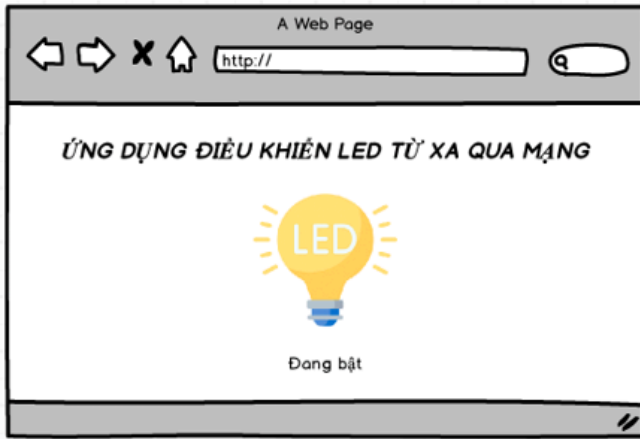 A Web Page
http://
ỨNG DỤNG ĐIỀU KHIỂN LED TỪ XA QUA MẠNG
LED
Đang bật